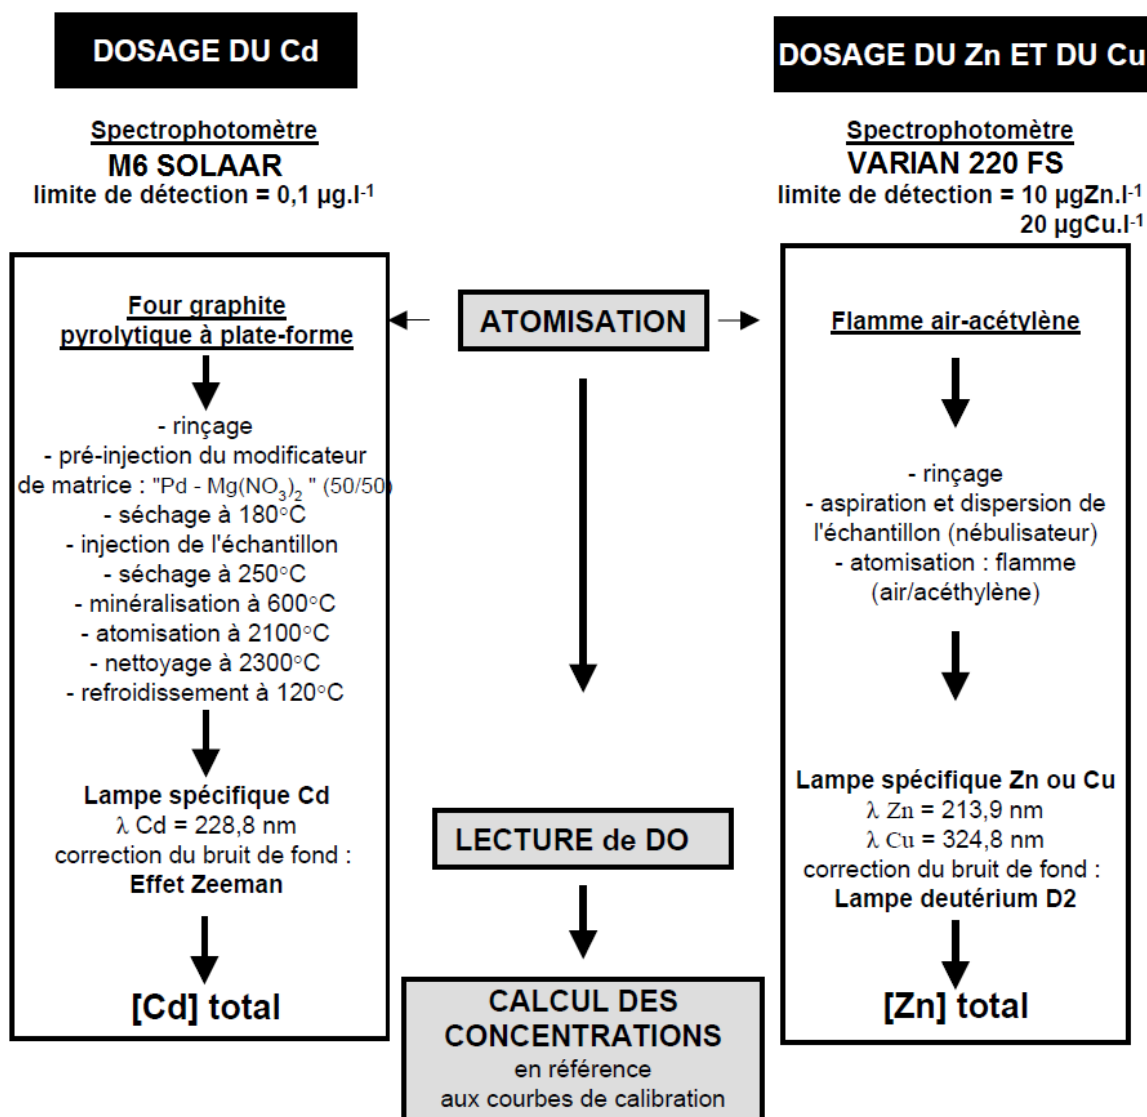 DOSAGE DU Cd
Spectrophotomètre
M6 SOLAAR
limite de détection = 0,1 µg.l-1
Four graphite
pyrolytique à plate-forme
- rinçage
- pré-injection du modificateur
de matrice : "Pd - Mg(NO3)2 " (50/50)
- séchage à 180°C
- injection de l'échantillon
- séchage à 250°C
- minéralisation à 600°C
- atomisation à 2100°C
- nettoyage à 2300°C
- refroidissement à 120°C
Lampe spécifique Cd
λ Cd = 228,8 nm
correction du bruit de fond :
Effet Zeeman
[Cd] total
ATOMISATION
LECTURE de DO
CALCUL DES
CONCENTRATIONS
en référence
aux courbes de calibration
DOSAGE DU Zn ET DU Cu
Spectrophotomètre
VARIAN 220 FS
limite de détection = 10 µgZn.l-1
20 µgCu.l-1
Flamme air-acétylène
- rinçage
- aspiration et dispersion de
l'échantillon (nébulisateur)
- atomisation : flamme
(air/acéthylène)
Lampe spécifique Zn ou Cu
λ Zn = 213,9 nm
λ Cu = 324,8 nm
correction du bruit de fond :
Lampe deutérium D2
[Zn] total